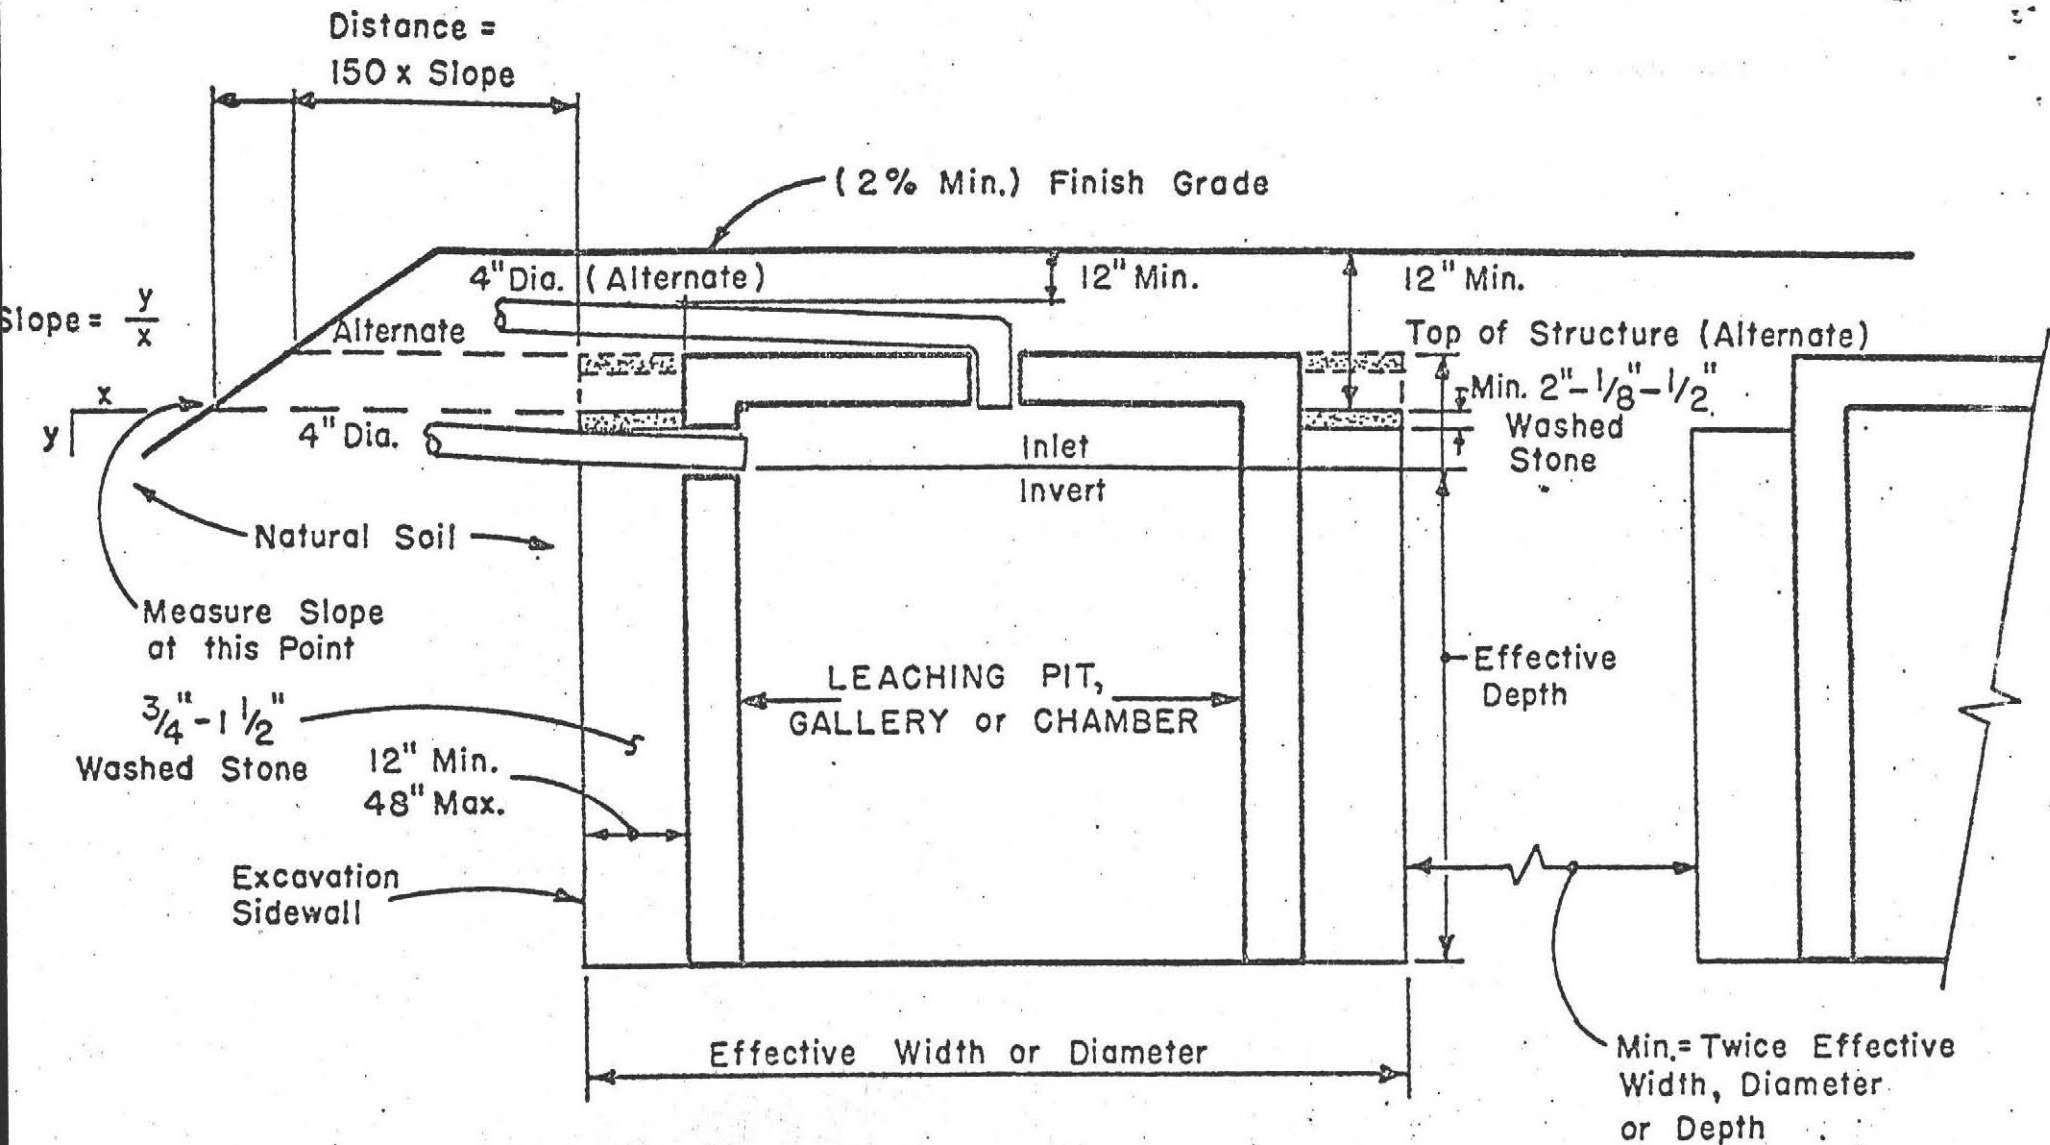 Distance =
150 x Slope
(2% Min.) Finish Grade
4" Dia. (Alternate)
12" Min.
12" Min.
Slope = y/x
Alternate
Top of Structure (Alternate)
Min. 2"-1/8"-1/2"
Washed
Stone
x
y
4" Dia.
Inlet
Invert
Natural Soil
Measure Slope
at this Point
Effective
Depth
LEACHING PIT,
GALLERY or CHAMBER
3/4"-1 1/2"
Washed Stone
12" Min.
48" Max.
Excavation
Sidewall
Effective Width or Diameter
Min.= Twice Effective
Width, Diameter
or Depth